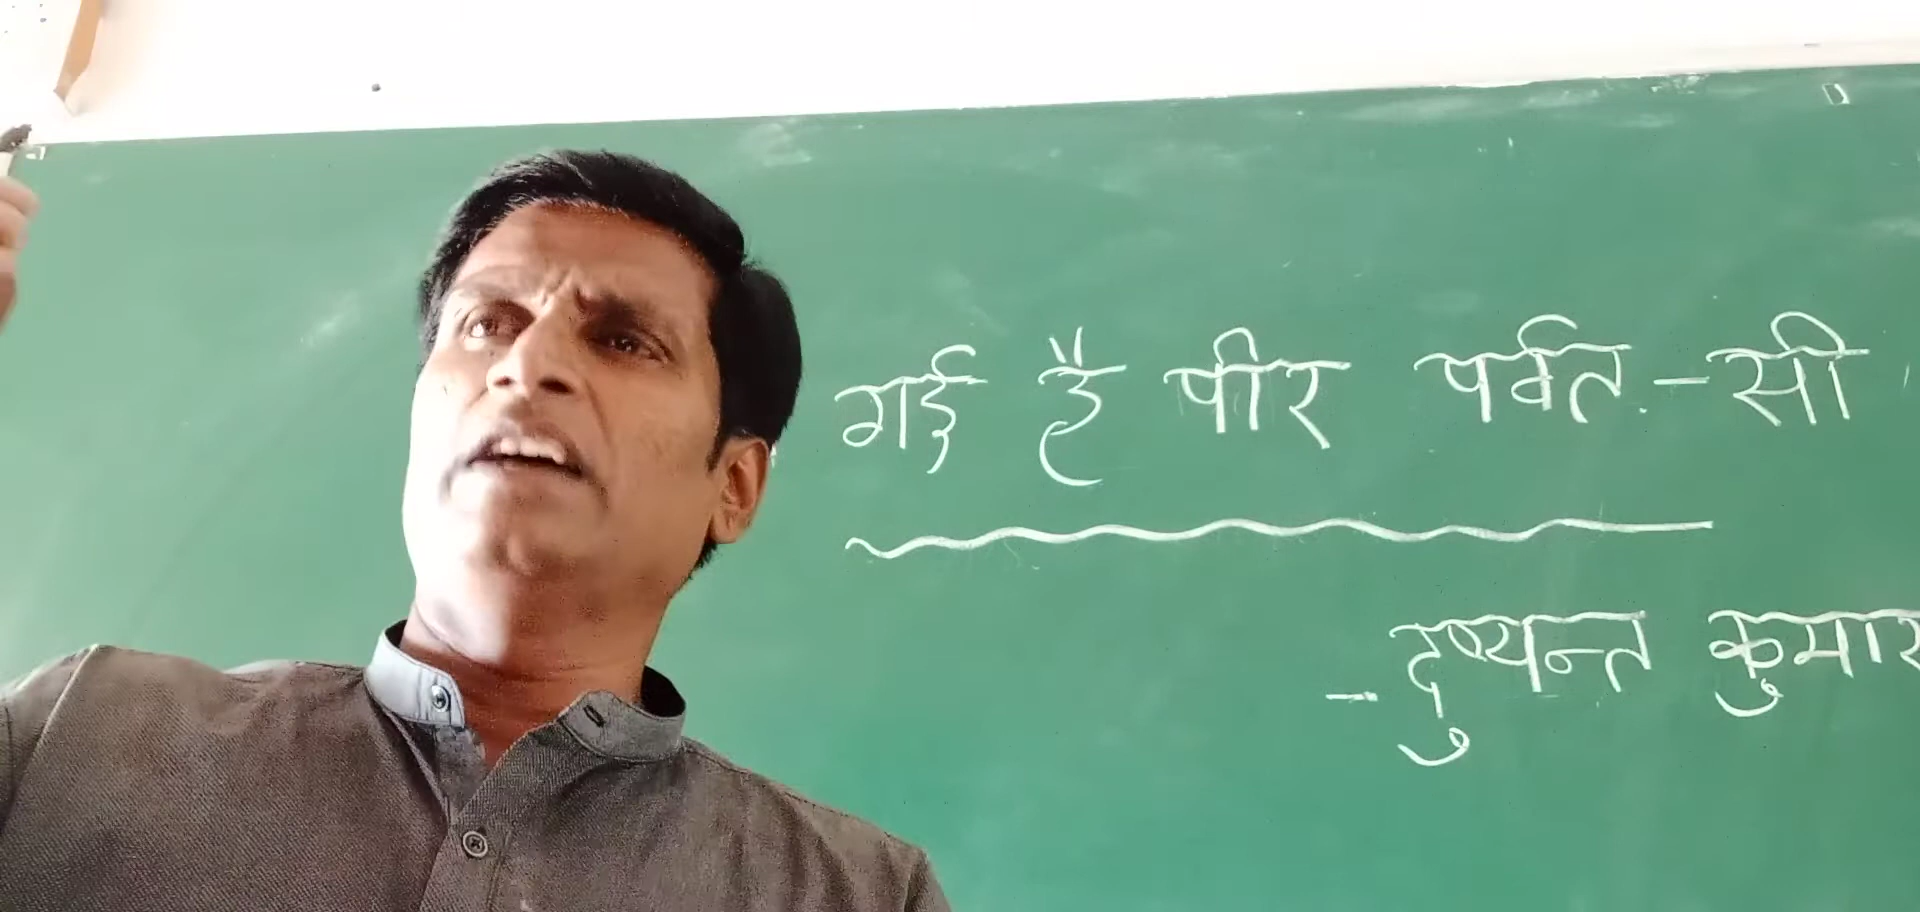 गई है पीर पर्वत-सी
- दुष्यन्त कुमार